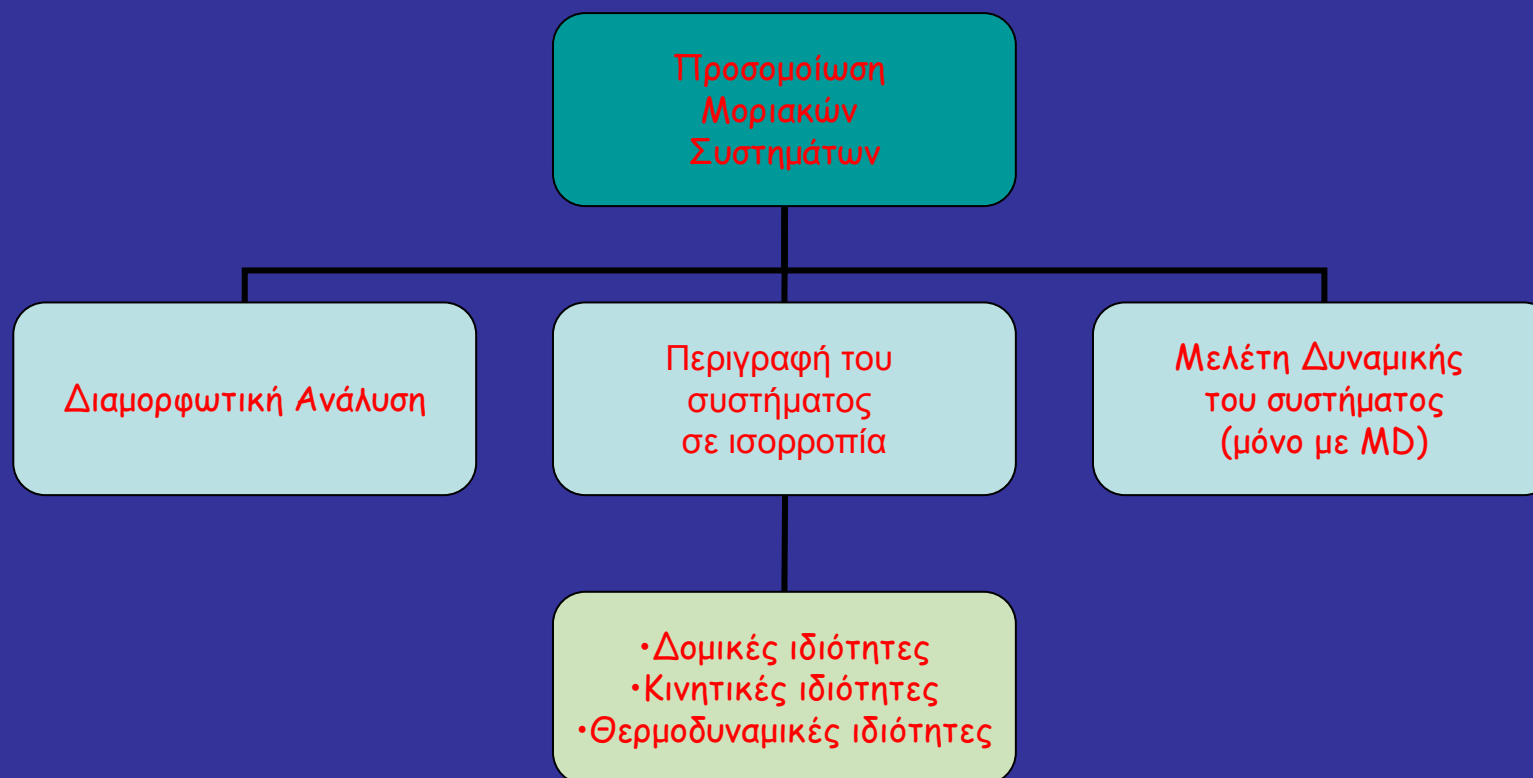 Προσομοίωση
Μοριακών
Συστημάτων
Διαμορφωτική Ανάλυση
Περιγραφή του
συστήματος
σε ισορροπία
Μελέτη Δυναμικής
του συστήματος
(μόνο με MD)
•Δομικές ιδιότητες
•Κινητικές ιδιότητες
•Θερμοδυναμικές ιδιότητες